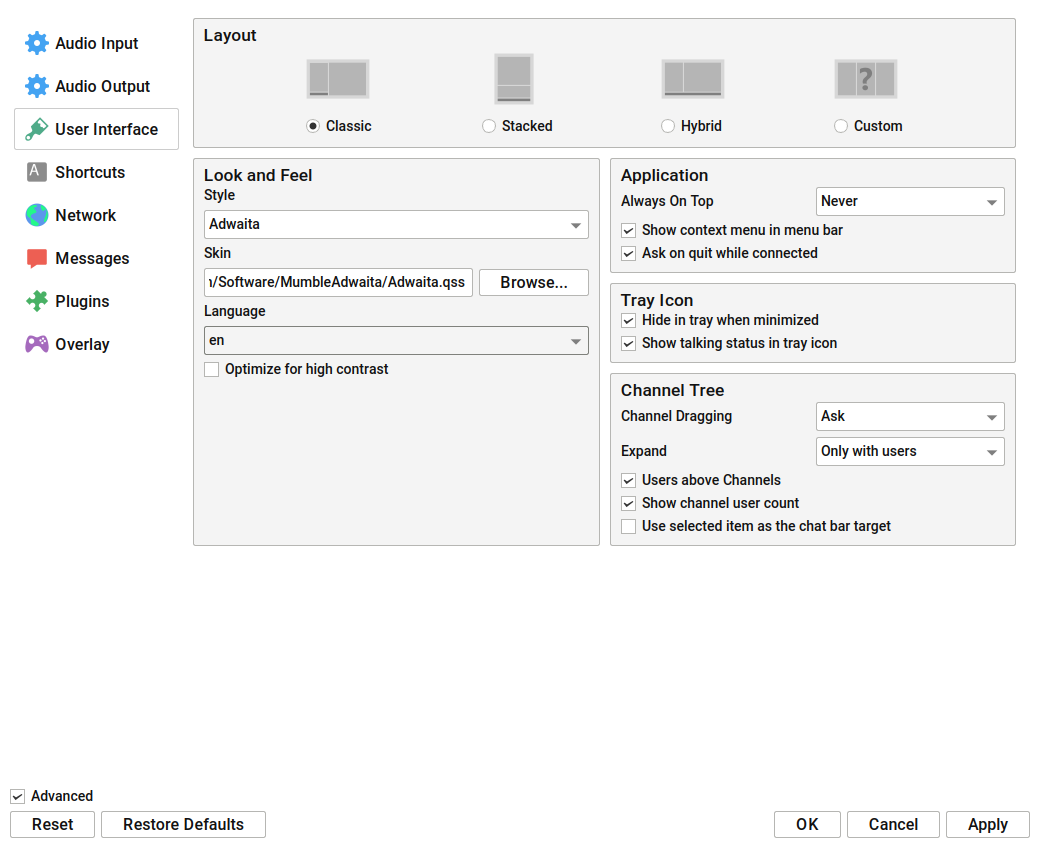 Audio Input
Audio Output
User Interface
A
Shortcuts
Network
Messages
Plugins
Overlay
Layout
?
Classic
Stacked
Hybrid
Custom
Look and Feel
Style
Adwaita
Skin
/Software/MumbleAdwaita/Adwaita.qss
Browse...
Language
en
Optimize for high contrast
Application
Always On Top
Never
Show context menu in menu bar
Ask on quit while connected
Tray Icon
Hide in tray when minimized
Show talking status in tray icon
Channel Tree
Channel Dragging
Ask
Expand
Only with users
Users above Channels
Show channel user count
Use selected item as the chat bar target
Advanced
Reset
Restore Defaults
OK
Cancel
Apply